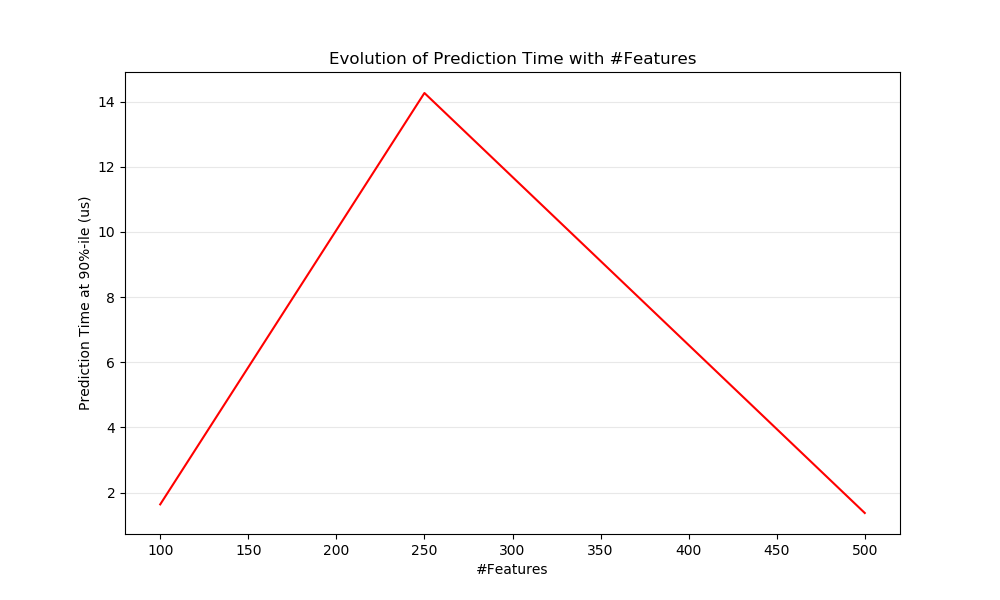 Evolution of Prediction Time with #Features
Prediction Time at 90%-ile (us)
14
12
10
8
6
4
2
100 150 200 250 300 350 400 450 500
#Features